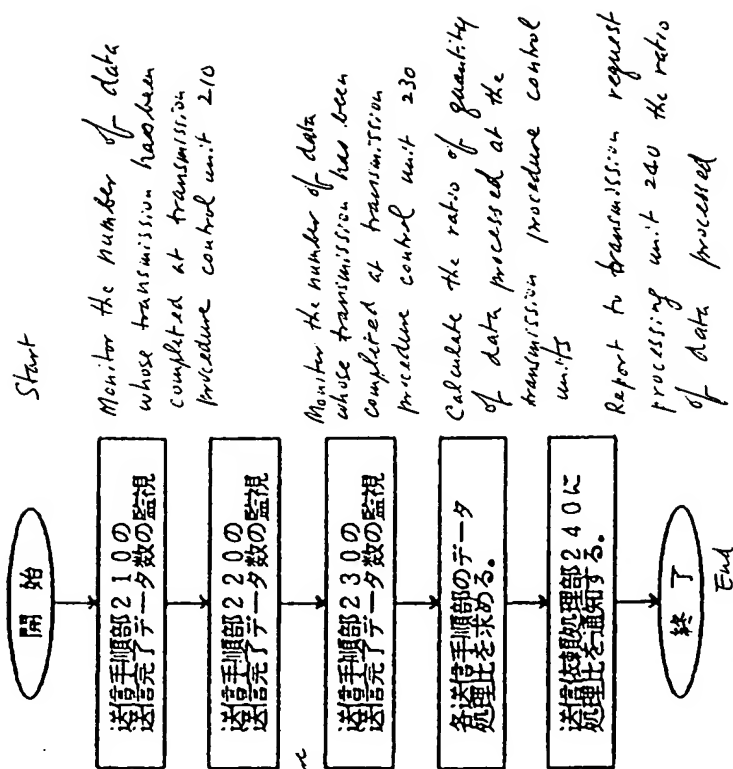 開始
Start
送信手順部210の
送信完了データ数の監視
Monitor the number of data
whose transmission has been
completed at transmission
procedure control unit 210
送信手順部220の
送信完了データ数の監視
送信手順部230の
送信完了データ数の監視
Monitor the number of data
whose transmission has been
completed at transmission
procedure control unit 230
各送信手順部のデータ
処理比を求める。
Calculate the ratio of quantity
of data processed at the
transmission procedure control
units
送信依頼処理部240に
処理比を通知する。
Report to transmission request
processing unit 240 the ratio
of data processed
終了
End